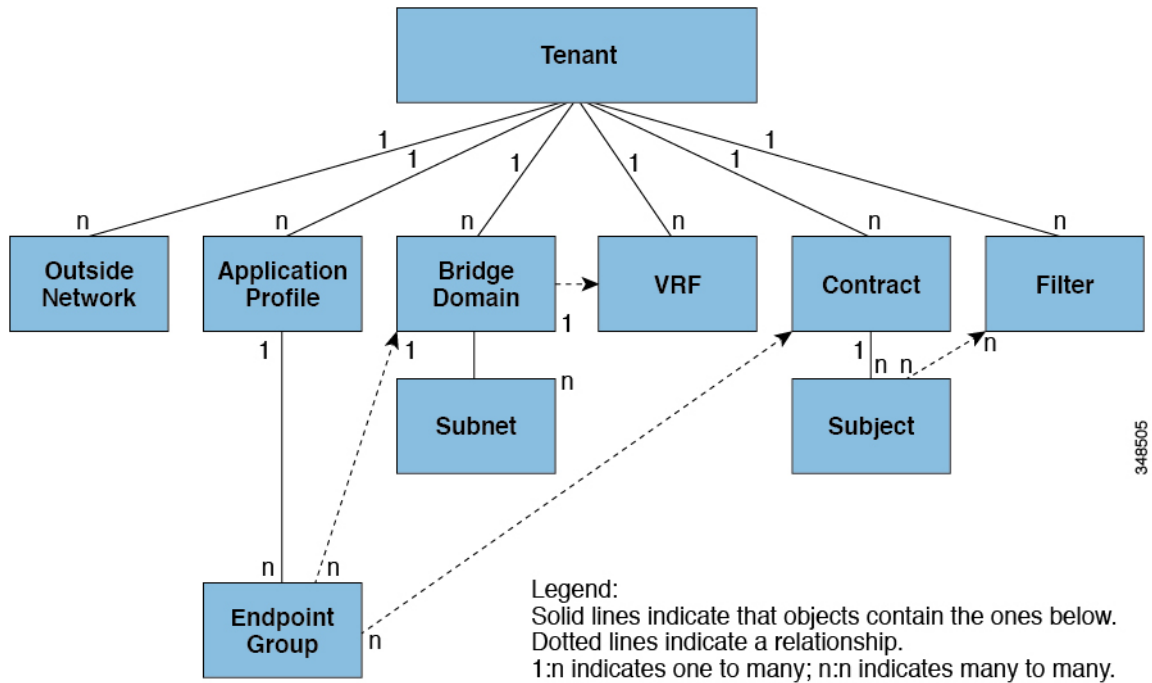 Tenant
1
1
1
1
1
1
n
n
n
n
n
n
Outside
Network
Application
Profile
Bridge
Domain
VRF
Contract
Filter
1
1
1
1
n
n
n
n
Subnet
Subject
348505
n
n
n
Endpoint
Group
Legend:
Solid lines indicate that objects contain the ones below.
Dotted lines indicate a relationship.
1:n indicates one to many; n:n indicates many to many.